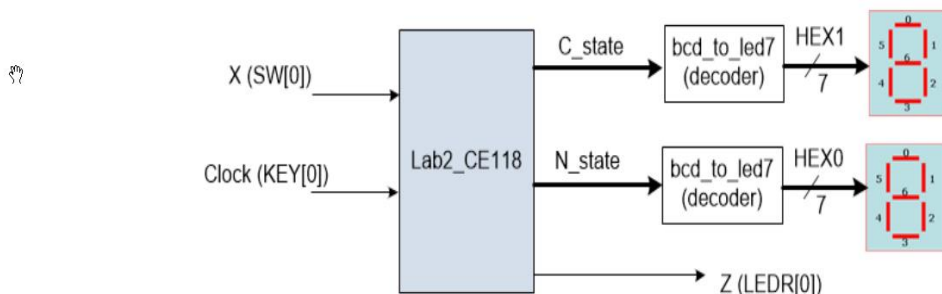 X (SW[0])
Clock (KEY[0])
Lab2_CE118
C_state
bcd_to_led7
(decoder)
HEX1
7
0
5
1
6
4
2
3
N_state
bcd_to_led7
(decoder)
HEX0
7
0
5
1
6
4
2
3
Z (LEDR[0])